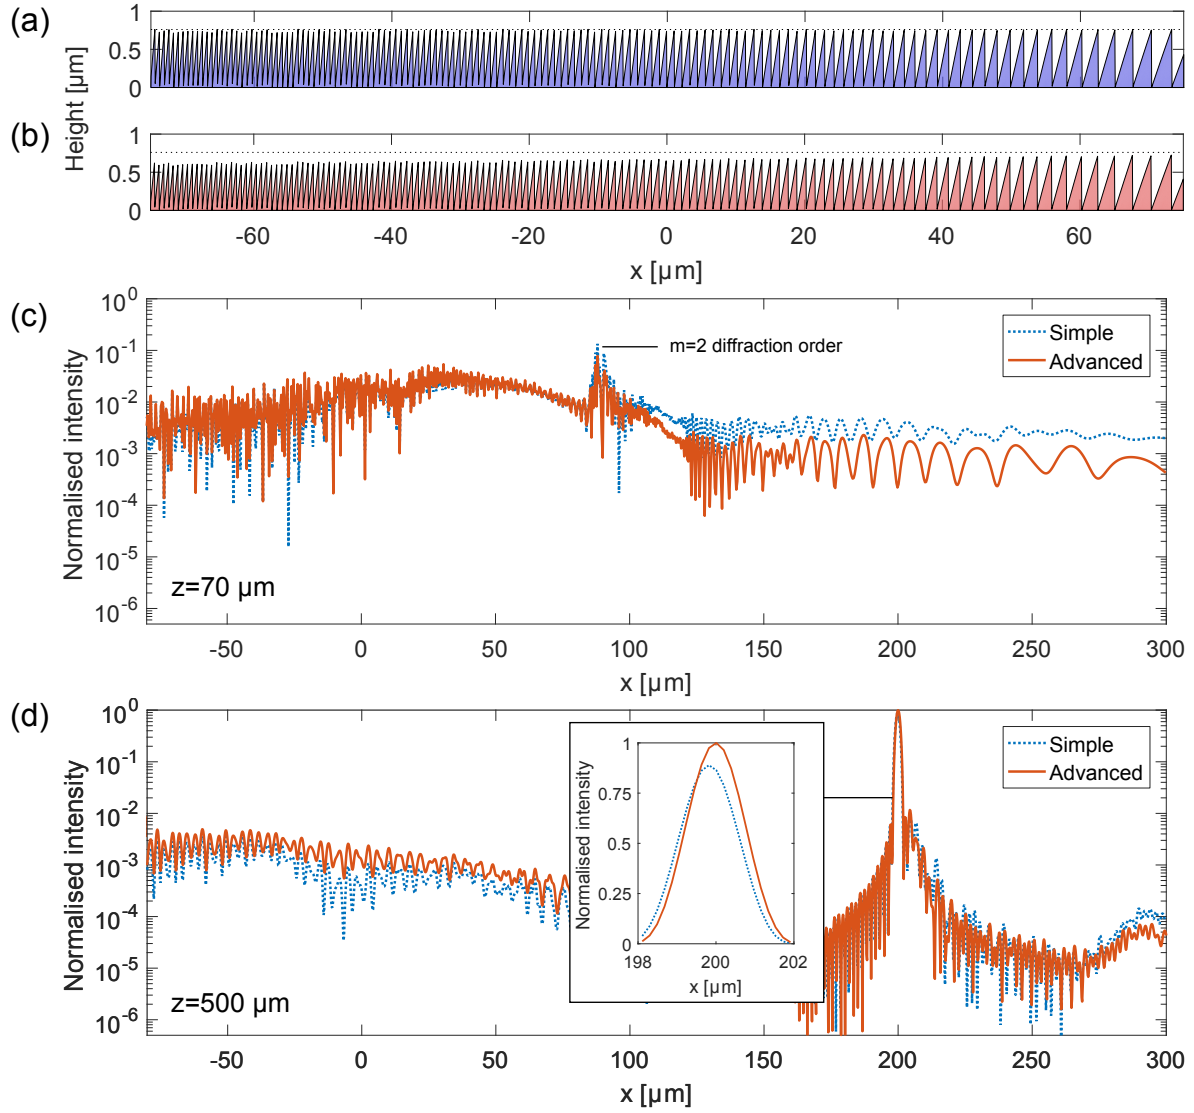 (a)
1
0.5
0
Height [µm]
(b)
1
0.5
0
-60 -40 -20 0 20 40 60
x [µm]
(c)
10^0
10^-1
10^-2
10^-3
10^-4
10^-5
10^-6
Normalised intensity
m=2 diffraction order
Simple
Advanced
z=70 µm
-50 0 50 100 150 200 250 300
x [µm]
(d)
10^0
10^-1
10^-2
10^-3
10^-4
10^-5
10^-6
Normalised intensity
Simple
Advanced
1
0.75
0.5
0.25
0
Normalised intensity
198 200 202
x [µm]
z=500 µm
-50 0 50 100 150 200 250 300
x [µm]